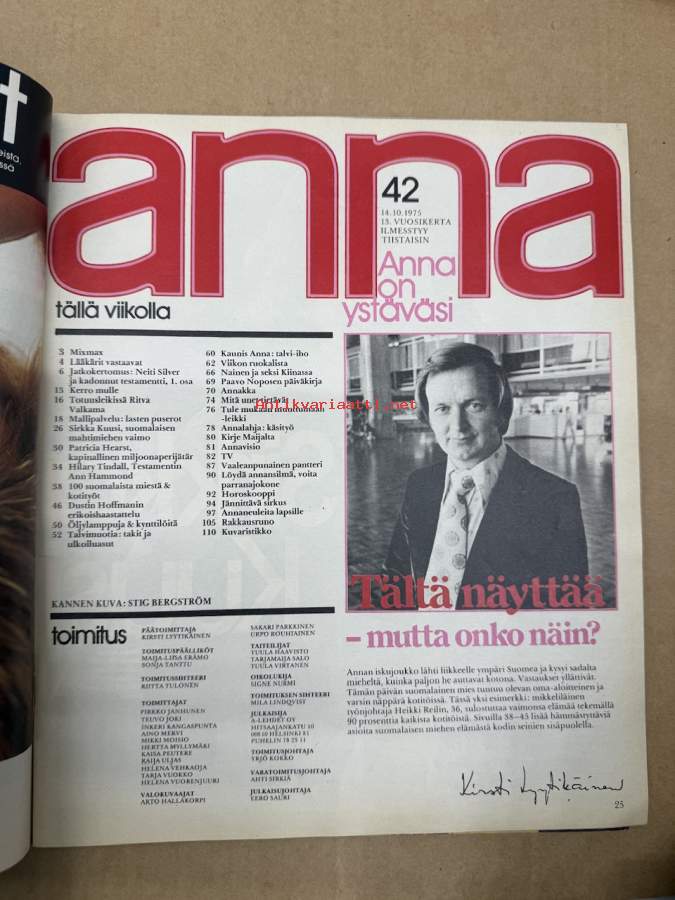 t
eista,
ssä
anna
42
14.10.1975
13. VUOSIKERTA
ILMESTYY
TIISTAISIN
Anna
on
ystäväsi
tällä viikolla
3 Mixmax
4 Lääkärit vastaavat
6 Jatkokertomus: Neiti Silver
ja kadonnut testamentti, 1. osa
15 Kerro mulle
16 Totuusleikissä Ritva
Valkama
18 Mallipalvelu: lasten puserot
26 Sirkka Kuusi, suomalaisen
mahtimiehen vaimo
30 Patricia Hearst,
kapinallinen miljoonaperijätär
34 Hilary Tindall, Testamentin
Ann Hammond
38 100 suomalaista miestä &
kotityöt
46 Dustin Hoffmanin
erikoishaastattelu
50 Öljylamppuja & kynttilöitä
52 Talvimuotia: takit ja
ulkoiluasut
60 Kaunis Anna: talvi-iho
62 Viikon ruokalista
66 Nainen ja seksi Kiinassa
69 Paavo Noposen päiväkirja
70 Annakka
74 Mitä unet
76 Tule mukaan
-leikki
78 Annalahja: käsityö
80 Kirje Maijalta
81 Annavisio
82 TV
87 Vaaleanpunainen pantteri
90 Löydä annansilmä, voita
parranajokone
92 Horoskooppi
94 Jännittävä sirkus
97 Annaneuleita lapsille
105 Rakkausruno
110 Kuvaristikko
Antikvariaatti.net
KANNEN KUVA: STIG BERGSTRÖM
Tältä näyttää
– mutta onko näin?
toimitus
PÄÄTOIMITTAJA
KIRSTI LYYTIKÄINEN
TOIMITUSPÄÄLLIKÖT
MAIJA-LIISA ERÄMO
SONJA TANTTU
TOIMITUSSIHTEERI
RIITTA TULONEN
TOIMITTAJAT
PIRKKO JANHUNEN
TEUVO JOKI
INKERI KANGASPUNTA
AINO MERVI
MIKKI MOISIO
HERTTA MYLLYMÄKI
KAISA PEUTERE
RAIJA ULJAS
HELENA VEHKAOJA
TARJA VUOKKO
HELENA VUORENJUURI
VALOKUVAAJAT
ARTO HALLAKORPI
SAKARI PARKKINEN
URPO ROUHIAINEN
TAITEILIJAT
TUULA HAAVISTO
TARJAMAIJA SALO
TUULA VIRTANEN
OIKOLUKIJA
SIGNE NURMI
TOIMITUKSEN SIHTEERI
MILA LINDQVIST
JULKAISIJA
A-LEHDET OY
HITSAAJANKATU 10
00810 HELSINKI 81
PUHELIN 78 25 11
TOIMITUSJOHTAJA
YRJÖ KOKKO
VARATOIMITUSJOHTAJA
AHTI SIRKIÄ
JULKAISUJOHTAJA
EERO SAURI
Annan iskujoukko lähti liikkeelle ympäri Suomea ja kysyi sadalta
mieheltä, kuinka paljon he auttavat kotona. Vastaukset yllättivät.
Tämän päivän suomalainen mies tuntuu olevan oma-aloitteinen ja
varsin näppärä kotitöissä. Tässä yksi esimerkki: mikkeliläinen
työnjohtaja Heikki Reilin, 36, vapauttaa vaimonsa elämää tekemällä
90 prosenttia kaikista kotitöistä. Sivuilla 38–45 lisää hämmästyttäviä
asioita suomalaisen miehen elämästä kodin seinien sisäpuolella.
Kirsti Lyytikäinen
25